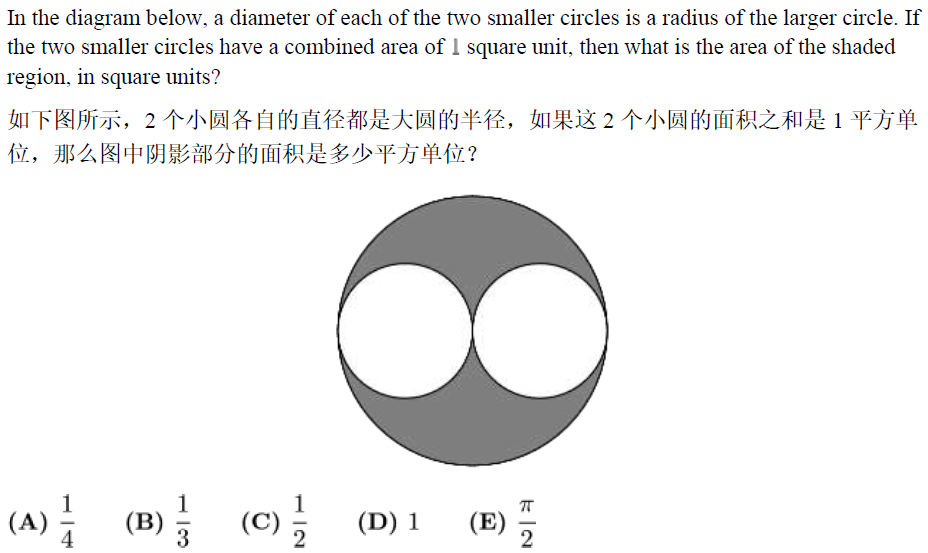 In the diagram below, a diameter of each of the two smaller circles is a radius of the larger circle. If
the two smaller circles have a combined area of 1 square unit, then what is the area of the shaded
region, in square units?
如下图所示，2 个小圆各自的直径都是大圆的半径，如果这 2 个小圆的面积之和是 1 平方单
位，那么图中阴影部分的面积是多少平方单位？
(A) 1/4 (B) 1/3 (C) 1/2 (D) 1 (E) π/2